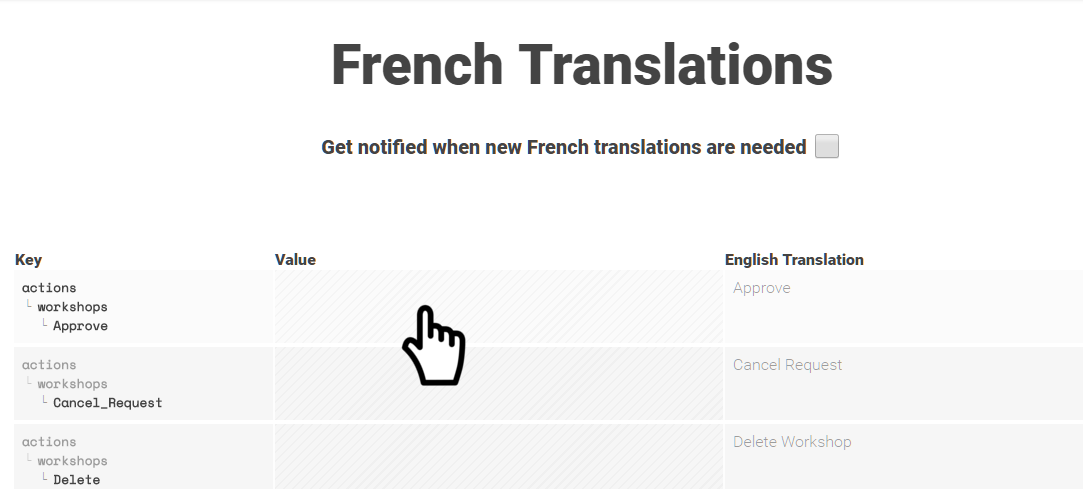 French Translations
Get notified when new French translations are needed
Key Value English Translation
actions Approve
└ workshops
└ Approve
actions Cancel Request
└ workshops
└ Cancel_Request
actions Delete Workshop
└ workshops
└ Delete